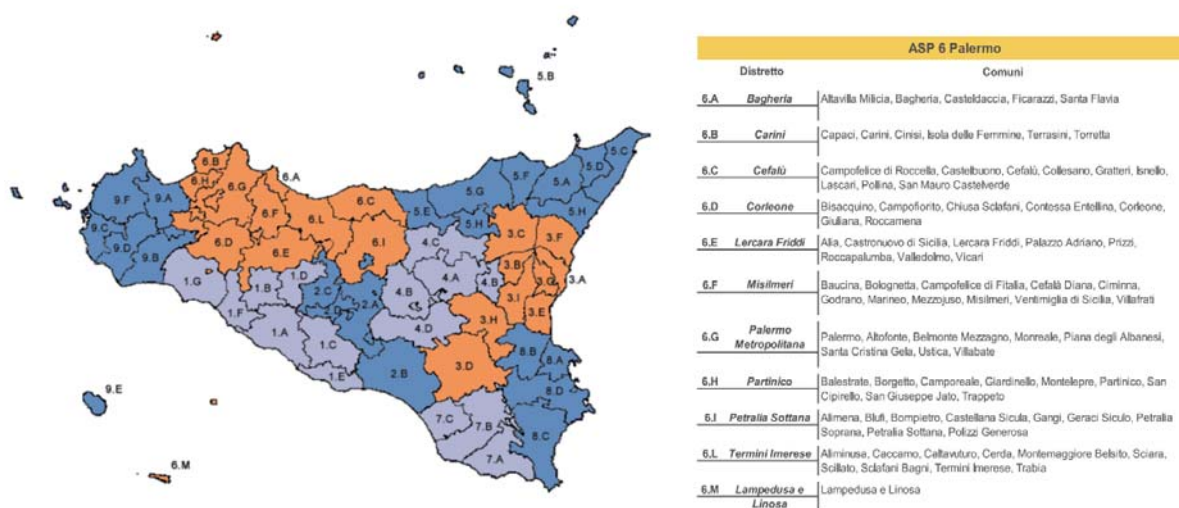 5.B
5.C
6.B
5.D
6.A
6.H
6.G
5.F
5.A
9.F
9.A
6.C
5.G
6.F
6.L
5.E
5.H
9.C
5.H
3.C
3.F
6.D
6.I
4.C
9.D
6.E
9.B
3.B
1.D
4.A
1.G
1.B
4.B
3.G
3.A
2.C
2.A
4.B
3.I
2.D
1.F
3.H
3.E
4.D
1.A
1.C
8.B
8.A
3.D
1.E
2.B
8.D
9.E
7.C
7.B
8.C
7.A
6.M
ASP 6 Palermo
Distretto Comuni
6.A Bagheria Altavilla Milicia, Bagheria, Casteldaccia, Ficarazzi, Santa Flavia
6.B Carini Capaci, Carini, Cinisi, Isola delle Femmine, Terrasini, Torretta
6.C Cefalù Campofelice di Roccella, Castelbuono, Cefalù, Collesano, Gratteri, Isnello,
Lascari, Pollina, San Mauro Castelverde
6.D Corleone Bisacquino, Campofiorito, Chiusa Sclafani, Contessa Entellina, Corleone,
Giuliana, Roccamena
6.E Lercara Friddi Alia, Castronuovo di Sicilia, Lercara Friddi, Palazzo Adriano, Prizzi,
Roccapalumba, Valledolmo, Vicari
6.F Misilmeri Baucina, Bolognetta, Campofelice di Fitalia, Cefalà Diana, Ciminna,
Godrano, Marineo, Mezzojuso, Misilmeri, Ventimiglia di Sicilia, Villafrati
6.G Palermo Metropolitana Palermo, Altofonte, Belmonte Mezzagno, Monreale, Piana degli Albanesi,
Santa Cristina Gela, Ustica, Villabate
6.H Partinico Balestrate, Borgetto, Camporeale, Giardinello, Montelepre, Partinico, San
Cipirello, San Giuseppe Jato, Trappeto
6.I Petralia Sottana Alimena, Blufi, Bompietro, Castellana Sicula, Gangi, Geraci Siculo, Petralia
Soprana, Petralia Sottana, Polizzi Generosa
6.L Termini Imerese Aliminusa, Caccamo, Caltavuturo, Cerda, Montemaggiore Belsito, Sciara,
Scillato, Sclafani Bagni, Termini Imerese, Trabia
6.M Lampedusa e Linosa Lampedusa e Linosa